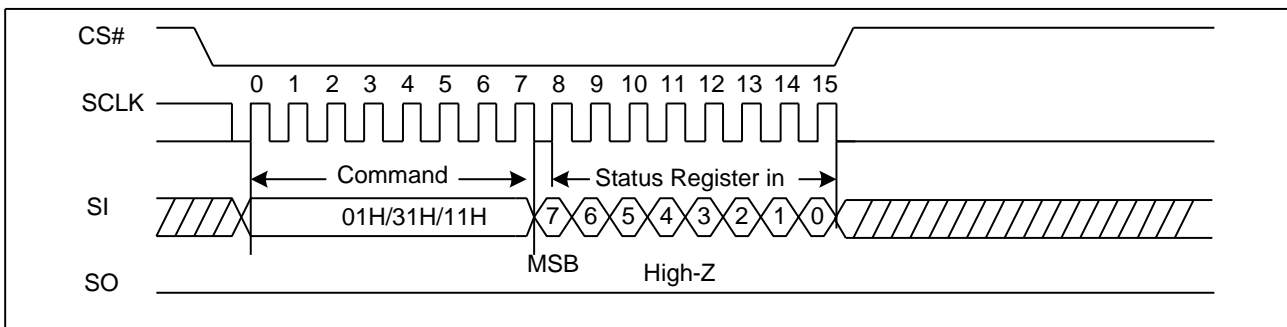 CS#
0 1 2 3 4 5 6 7 8 9 10 11 12 13 14 15
SCLK
Command Status Register in
SI 01H/31H/11H 7 6 5 4 3 2 1 0
MSB High-Z
SO